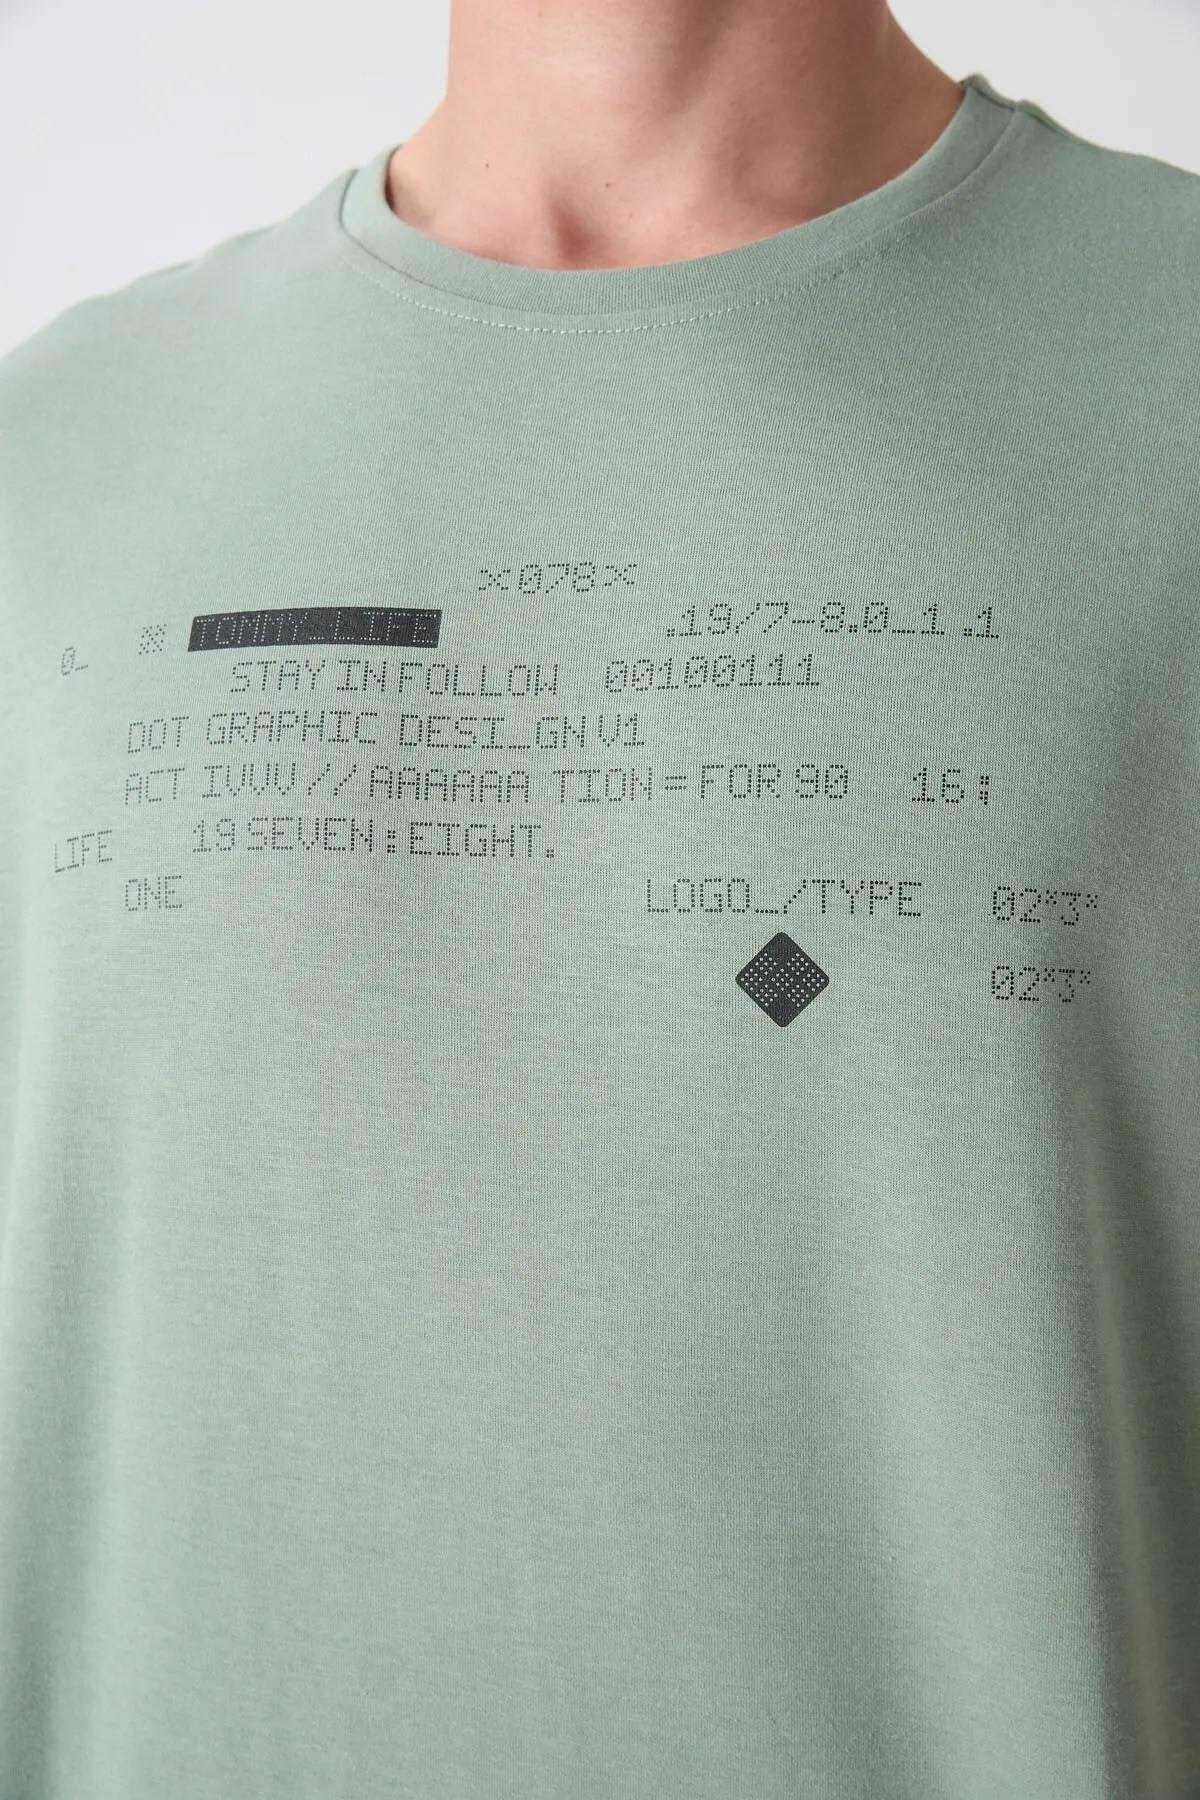 ×078×
TOMMY_LIFE .19/7-8.0_1.1
0_
STAY IN FOLLOW 00100111
DOT GRAPHIC DESI_GN V1
ACT IVVV // AAAAAA TION = FOR 90 16;
LIFE 19 SEVEN:EIGHT.
ONE LOGO_/TYPE 02*3*
02*3*